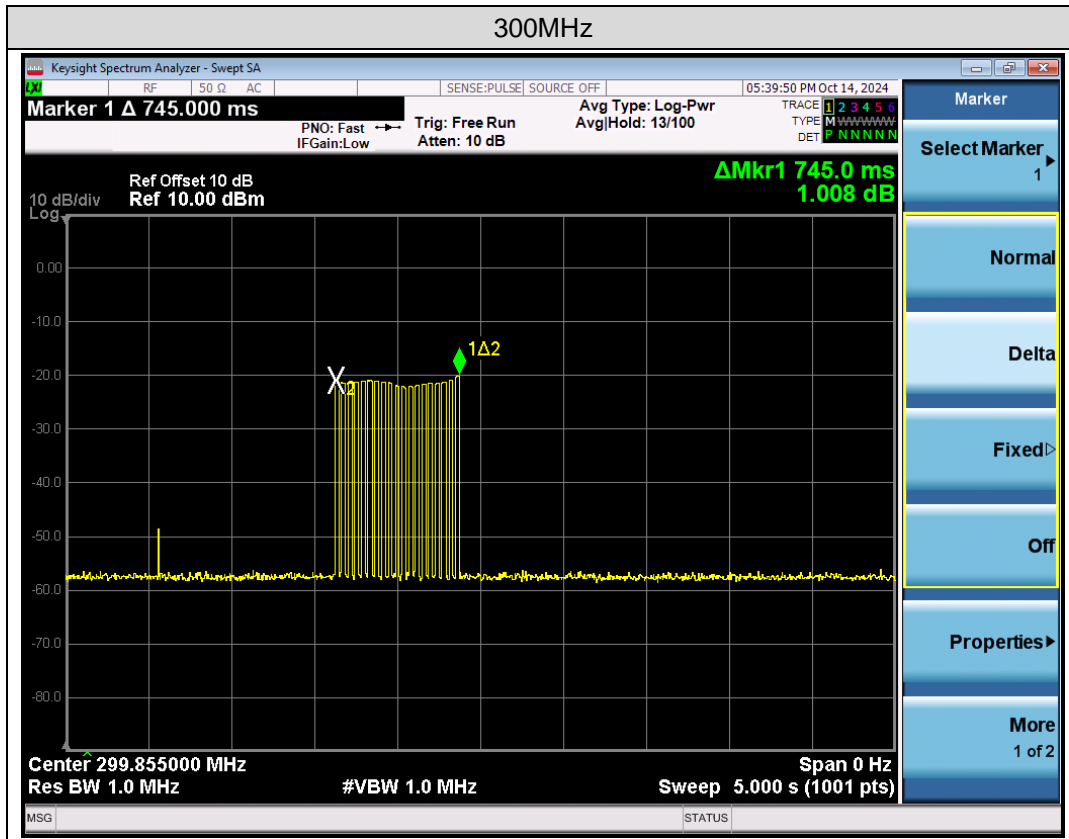 300MHz
Keysight Spectrum Analyzer - Swept SA
LXI RF 50 Ω AC SENSE:PULSE SOURCE OFF 05:39:50 PM Oct 14, 2024
Marker 1 Δ 745.000 ms
PNO: Fast
IFGain:Low
Trig: Free Run
Atten: 10 dB
Avg Type: Log-Pwr
Avg|Hold: 13/100
TRACE 1 2 3 4 5 6
TYPE M WWWWW
DET P N N N N N
Ref Offset 10 dB
10 dB/div Ref 10.00 dBm
Log
ΔMkr1 745.0 ms
1.008 dB
0.00
-10.0
-20.0
-30.0
-40.0
-50.0
-60.0
-70.0
-80.0
1Δ2
X2
Center 299.855000 MHz Span 0 Hz
Res BW 1.0 MHz #VBW 1.0 MHz Sweep 5.000 s (1001 pts)
MSG STATUS
Marker
Select Marker
1
Normal
Delta
Fixed
Off
Properties
More
1 of 2